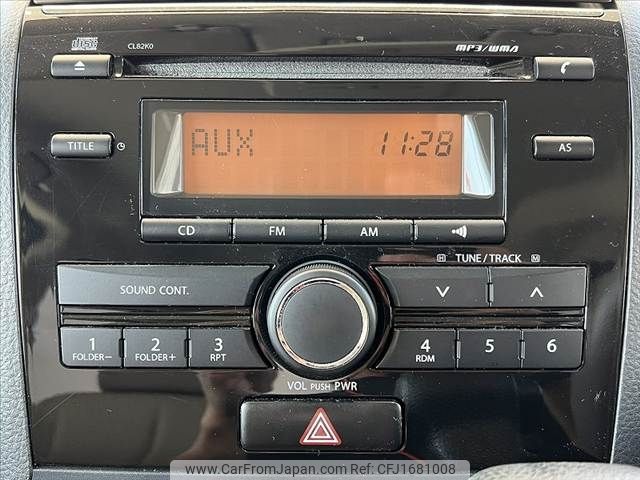 CL82K0
MP3/WMA
TITLE
AUX 11:28
AS
CD FM AM
H TUNE/TRACK M
SOUND CONT.
1 2 3
FOLDER− FOLDER+ RPT
4 5 6
RDM
VOL PUSH PWR
www.CarFromJapan.com Ref No: CFJ1681008